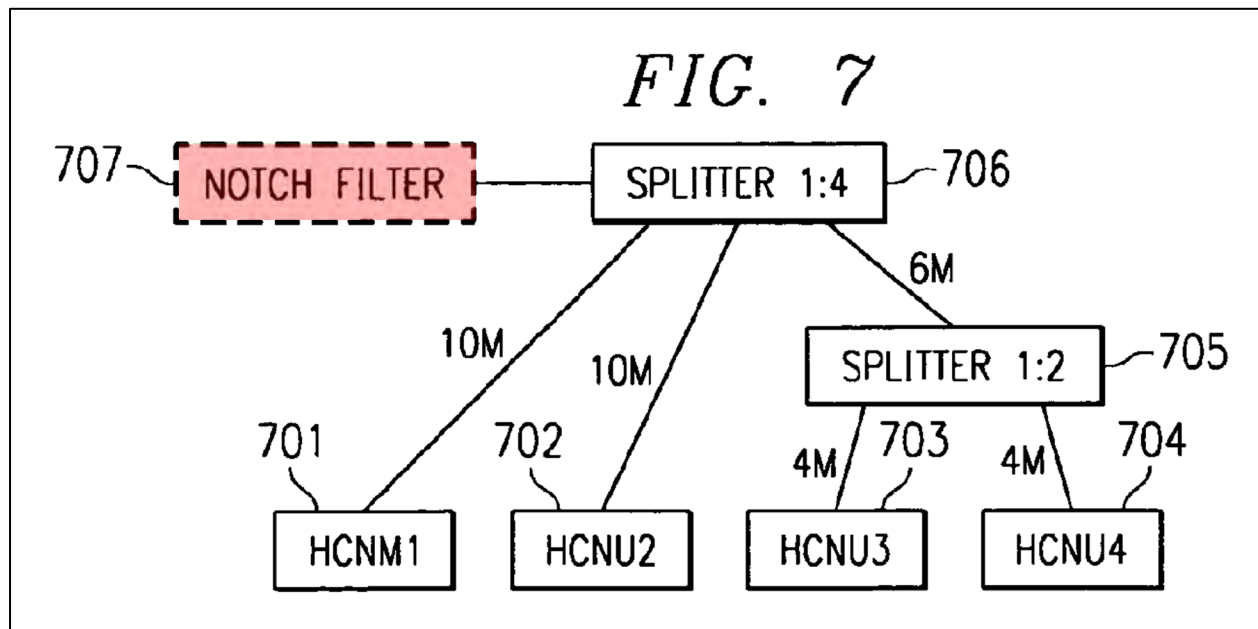 FIG. 7
707
NOTCH FILTER
SPLITTER 1:4
706
6M
10M
10M
SPLITTER 1:2
705
701
702
4M
703
4M
704
HCNM1
HCNU2
HCNU3
HCNU4